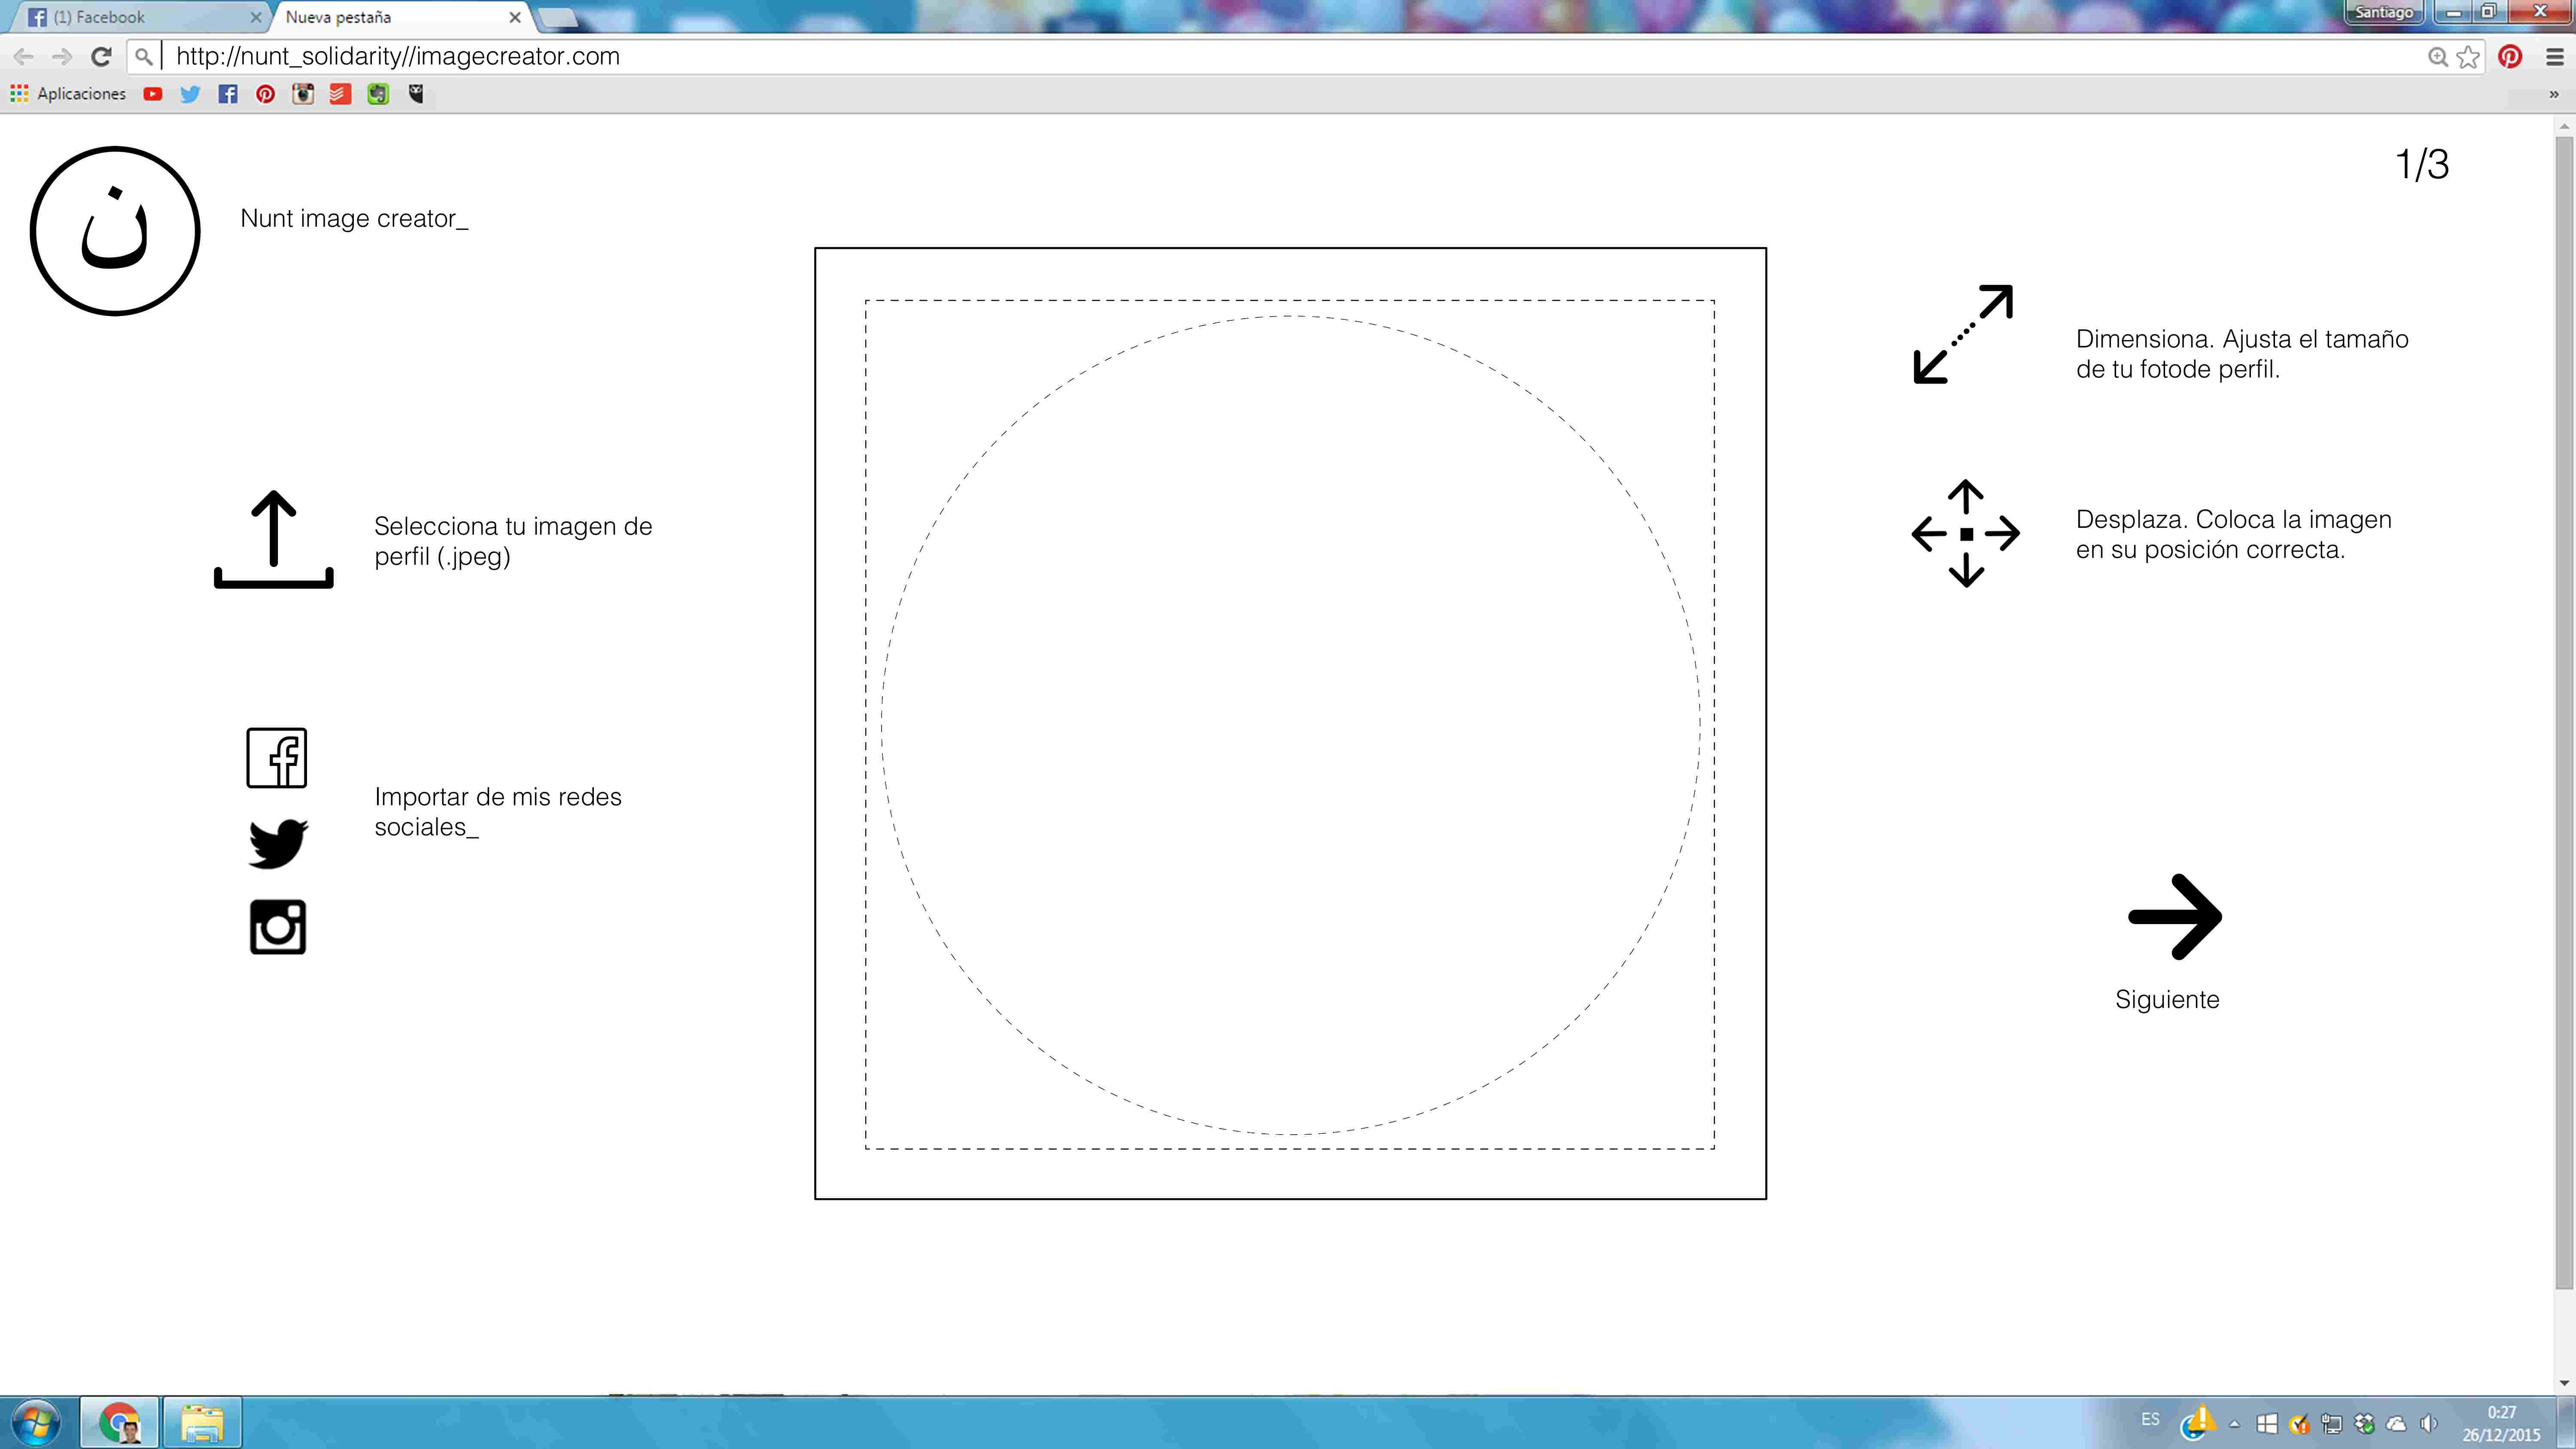 (1) Facebook
Nueva pestaña
Santiago
http://nunt_solidarity//imagecreator.com
Aplicaciones
»
1/3
ن
Nunt image creator_
Dimensiona. Ajusta el tamaño
de tu fotode perfil.
Selecciona tu imagen de
perfil (.jpeg)
Desplaza. Coloca la imagen
en su posición correcta.
Importar de mis redes
sociales_
Siguiente
ES
0:27
26/12/2015